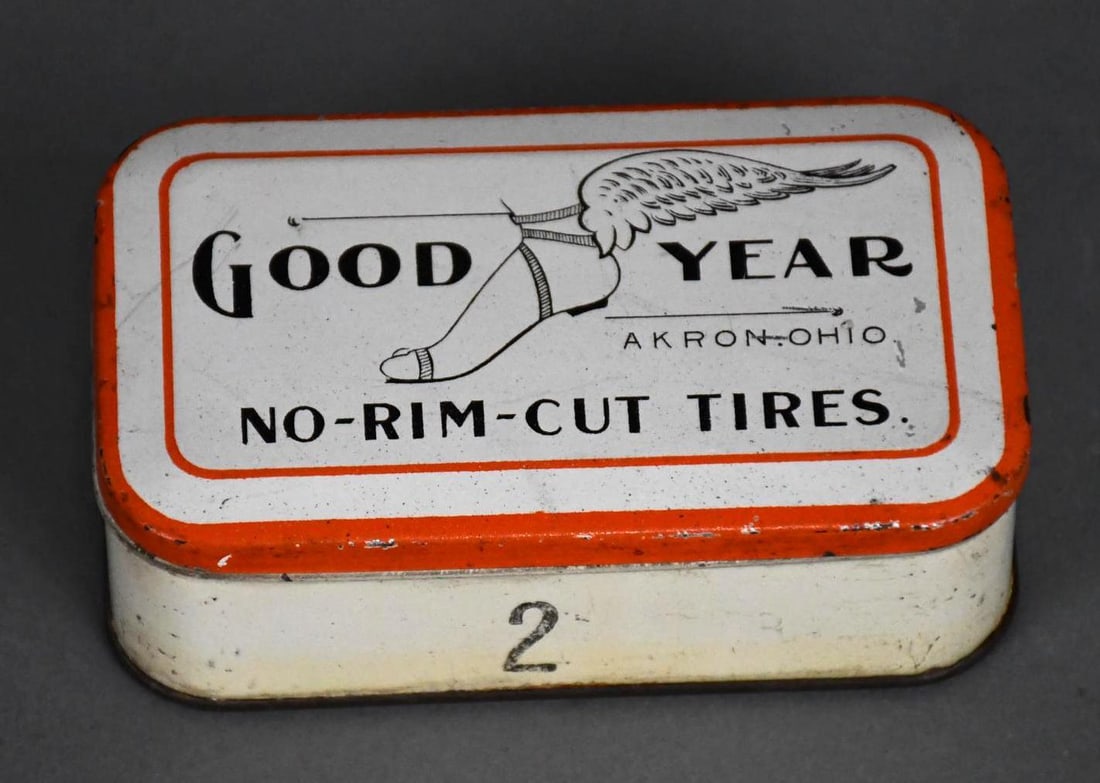 GOOD YEAR
AKRON-OHIO.
NO-RIM-CUT TIRES.
2